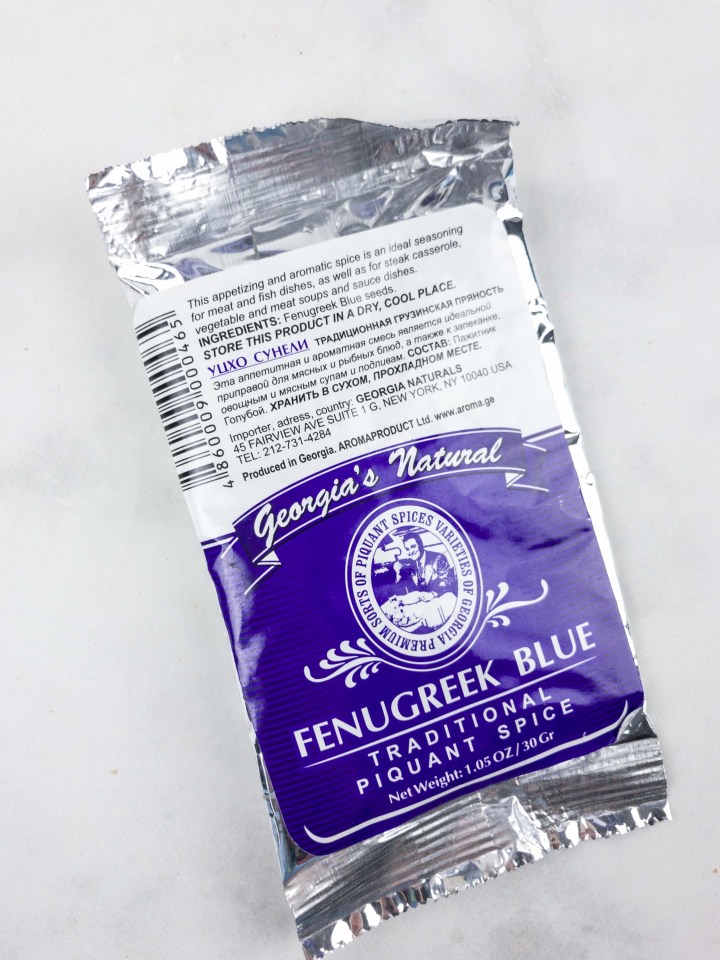 This appetizing and aromatic spice is an ideal seasoning
for meat and fish dishes, as well as for steak casserole,
vegetable and meat soups and sauce dishes.
INGREDIENTS: Fenugreek Blue seeds.
STORE THIS PRODUCT IN A DRY, COOL PLACE.
УЦХО СУНЕЛИ ТРАДИЦИОННАЯ ГРУЗИНСКАЯ ПРЯНОСТЬ
Эта аппетитная и ароматная смесь является идеальной
приправой для мясных и рыбных блюд, а также к запеканке,
овощным и мясным супам и подливам. СОСТАВ: Пажитник
Голубой. ХРАНИТЬ В СУХОМ, ПРОХЛАДНОМ МЕСТЕ.
Importer, adress, country: GEORGIA NATURALS
45 FAIRVIEW AVE SUITE 1 G, NEW YORK, NY 10040 USA
TEL: 212-731-4284
Produced in Georgia. AROMAPRODUCT Ltd. www.aroma.ge
4 860009 000465
Georgia's Natural
PREMIUM SORTS OF PIQUANT SPICES VARIETIES OF GEORGIA
FENUGREEK BLUE
TRADITIONAL
PIQUANT SPICE
Net Weight: 1.05 OZ / 30 Gr